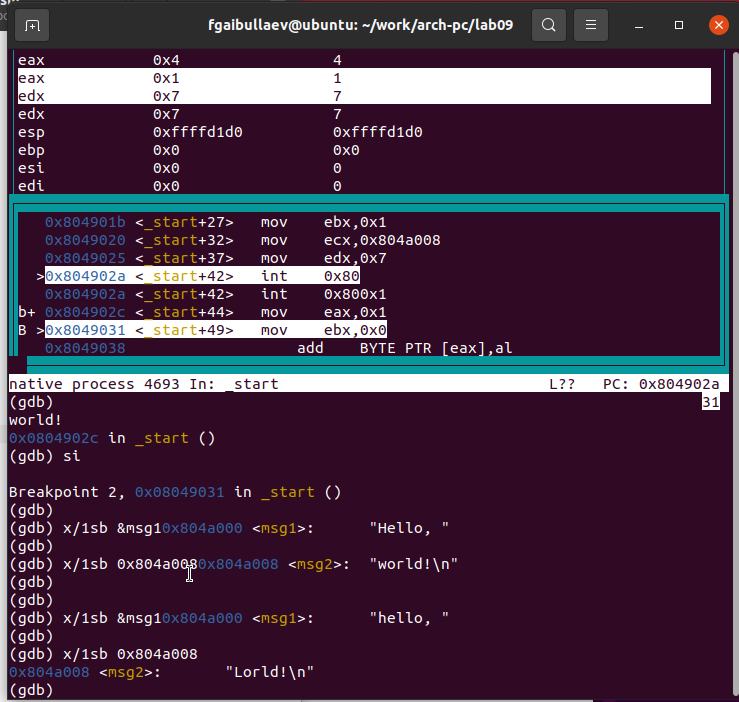 fgaibullaev@ubuntu: ~/work/arch-pc/lab09
eax 0x4 4
eax 0x1 1
edx 0x7 7
edx 0x7 7
esp 0xffffd1d0 0xffffd1d0
ebp 0x0 0x0
esi 0x0 0
edi 0x0 0
0x804901b <_start+27> mov ebx,0x1
0x8049020 <_start+32> mov ecx,0x804a008
0x8049025 <_start+37> mov edx,0x7
>0x804902a <_start+42> int 0x80
0x804902a <_start+42> int 0x800x1
b+ 0x804902c <_start+44> mov eax,0x1
B >0x8049031 <_start+49> mov ebx,0x0
0x8049038 add BYTE PTR [eax],al
native process 4693 In: _start L?? PC: 0x804902a
(gdb) 31
world!
0x0804902c in _start ()
(gdb) si
Breakpoint 2, 0x08049031 in _start ()
(gdb)
(gdb) x/1sb &msg10x804a000 <msg1>: "Hello, "
(gdb)
(gdb) x/1sb 0x804a0080x804a008 <msg2>: "world!\n"
(gdb)
(gdb)
(gdb) x/1sb &msg10x804a000 <msg1>: "hello, "
(gdb)
(gdb) x/1sb 0x804a008
0x804a008 <msg2>: "Lorld!\n"
(gdb)